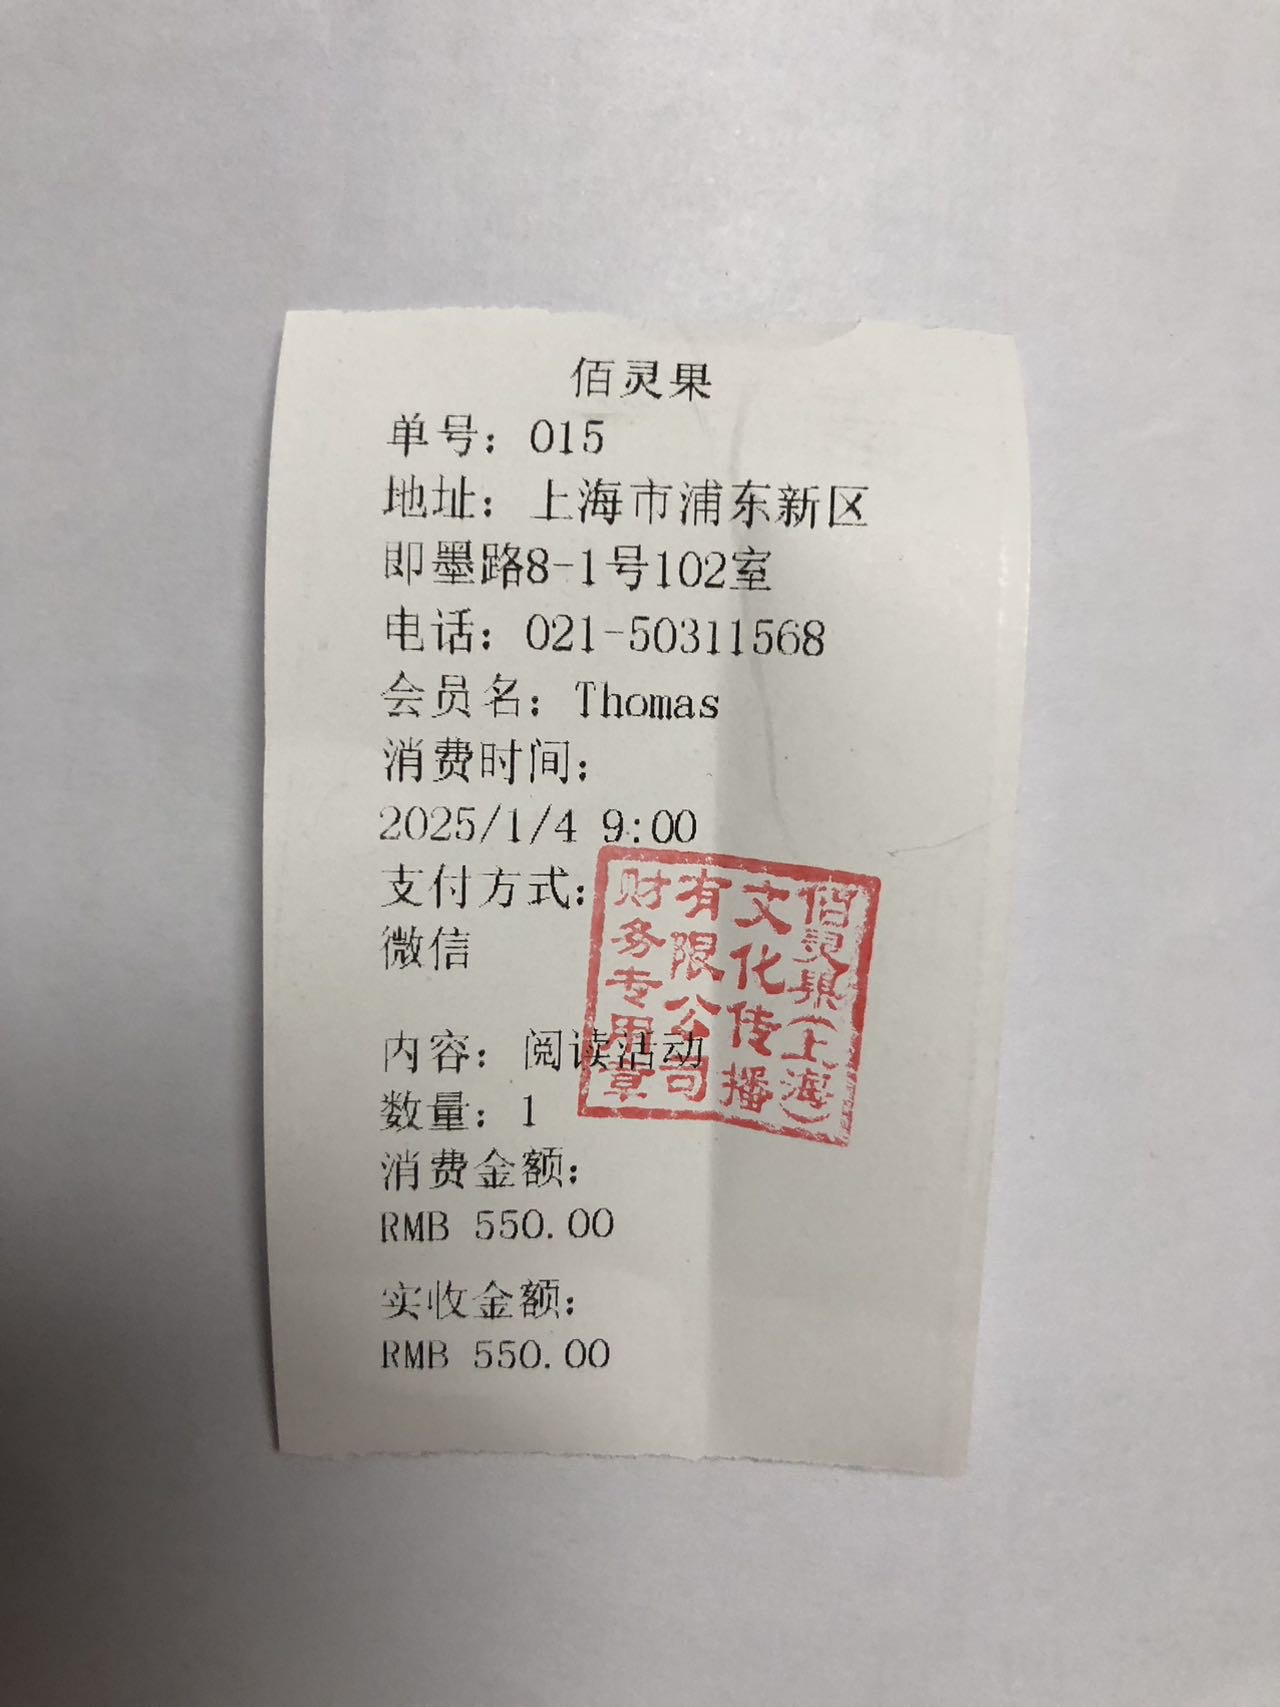 佰灵果
单号：015
地址：上海市浦东新区
即墨路8-1号102室
电话：021-50311568
会员名：Thomas
消费时间：
2025/1/4 9:00
支付方式：
微信
内容：阅读活动
数量：1
消费金额：
RMB 550.00
实收金额：
RMB 550.00
佰灵果(上海)
文化传播
有限公司
财务专用章